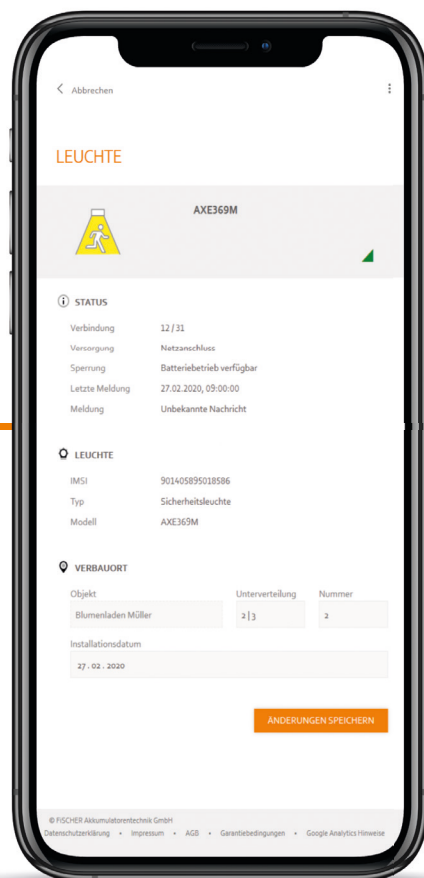 Abbrechen
LEUCHTE
AXE369M
STATUS
Verbindung 12 / 31
Versorgung Netzanschluss
Sperrung Batteriebetrieb verfügbar
Letzte Meldung 27.02.2020, 09:00:00
Meldung Unbekannte Nachricht
LEUCHTE
IMSI 901405895018586
Typ Sicherheitsleuchte
Modell AXE369M
VERBAUORT
Objekt Unterverteilung Nummer
Blumenladen Müller 2|3 2
Installationsdatum
27 . 02 . 2020
ÄNDERUNGEN SPEICHERN
© FiSCHER Akkumulatorentechnik GmbH
Datenschutzerklärung • Impressum • AGB • Garantiebedingungen • Google Analytics Hinweise